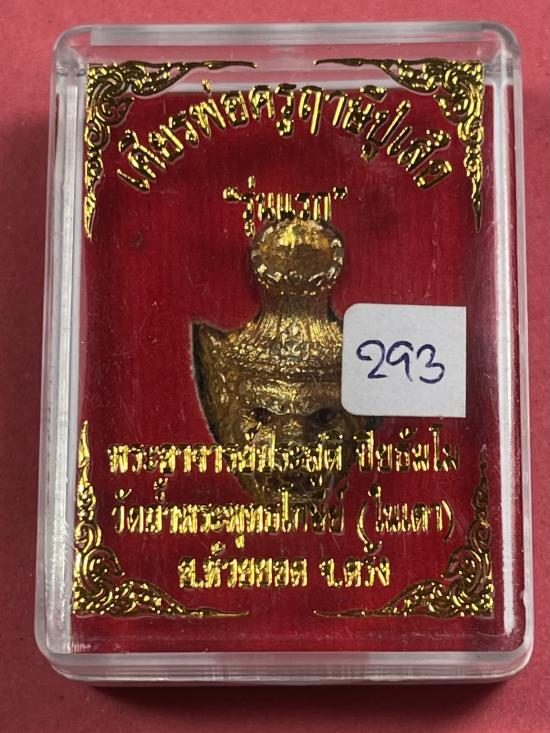 เศียรพ่อครูฤาษีปู่เสือ
"รุ่นแรก"
293
พระอาจารย์ประสูติ ปิยธัมโม
วัดถ้ำพระพุทธโกษีย์ (ในเตา)
อ.ห้วยยอด จ.ตรัง